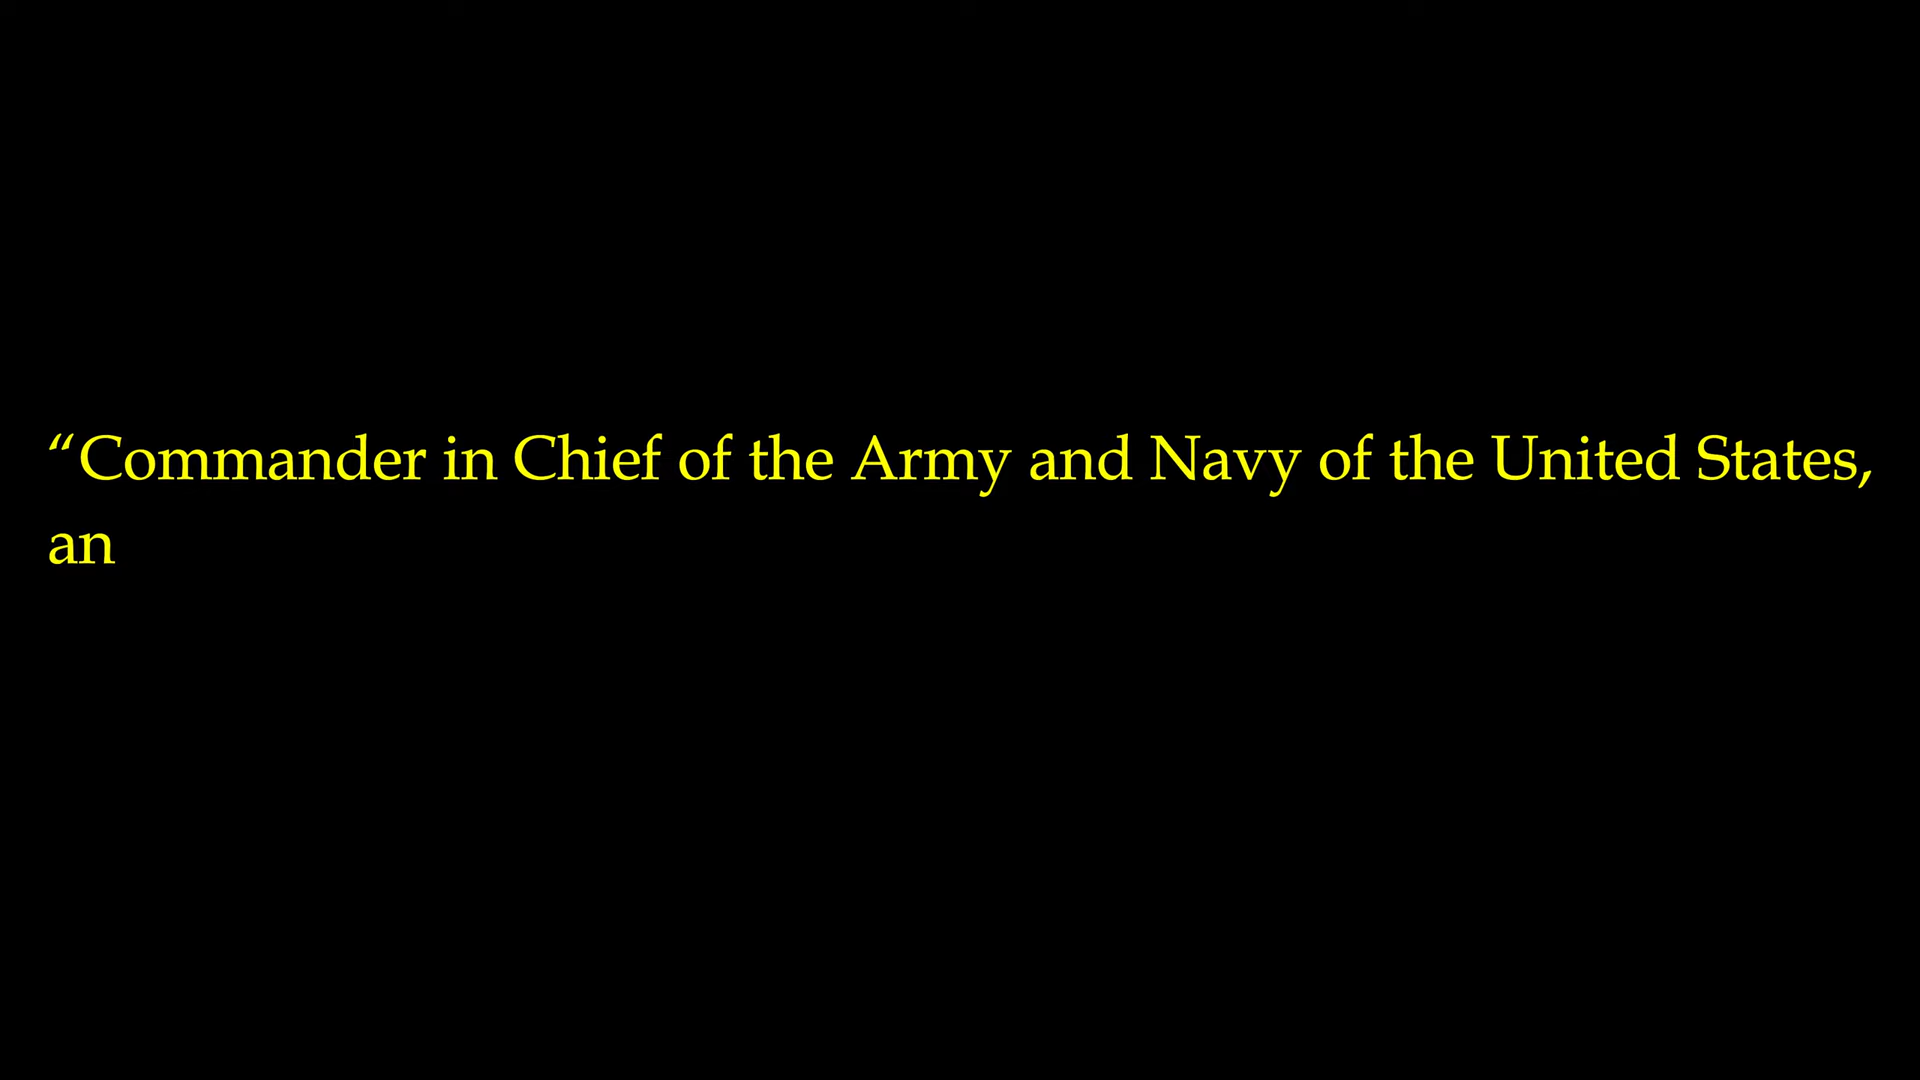 “Commander in Chief of the Army and Navy of the United States,
an